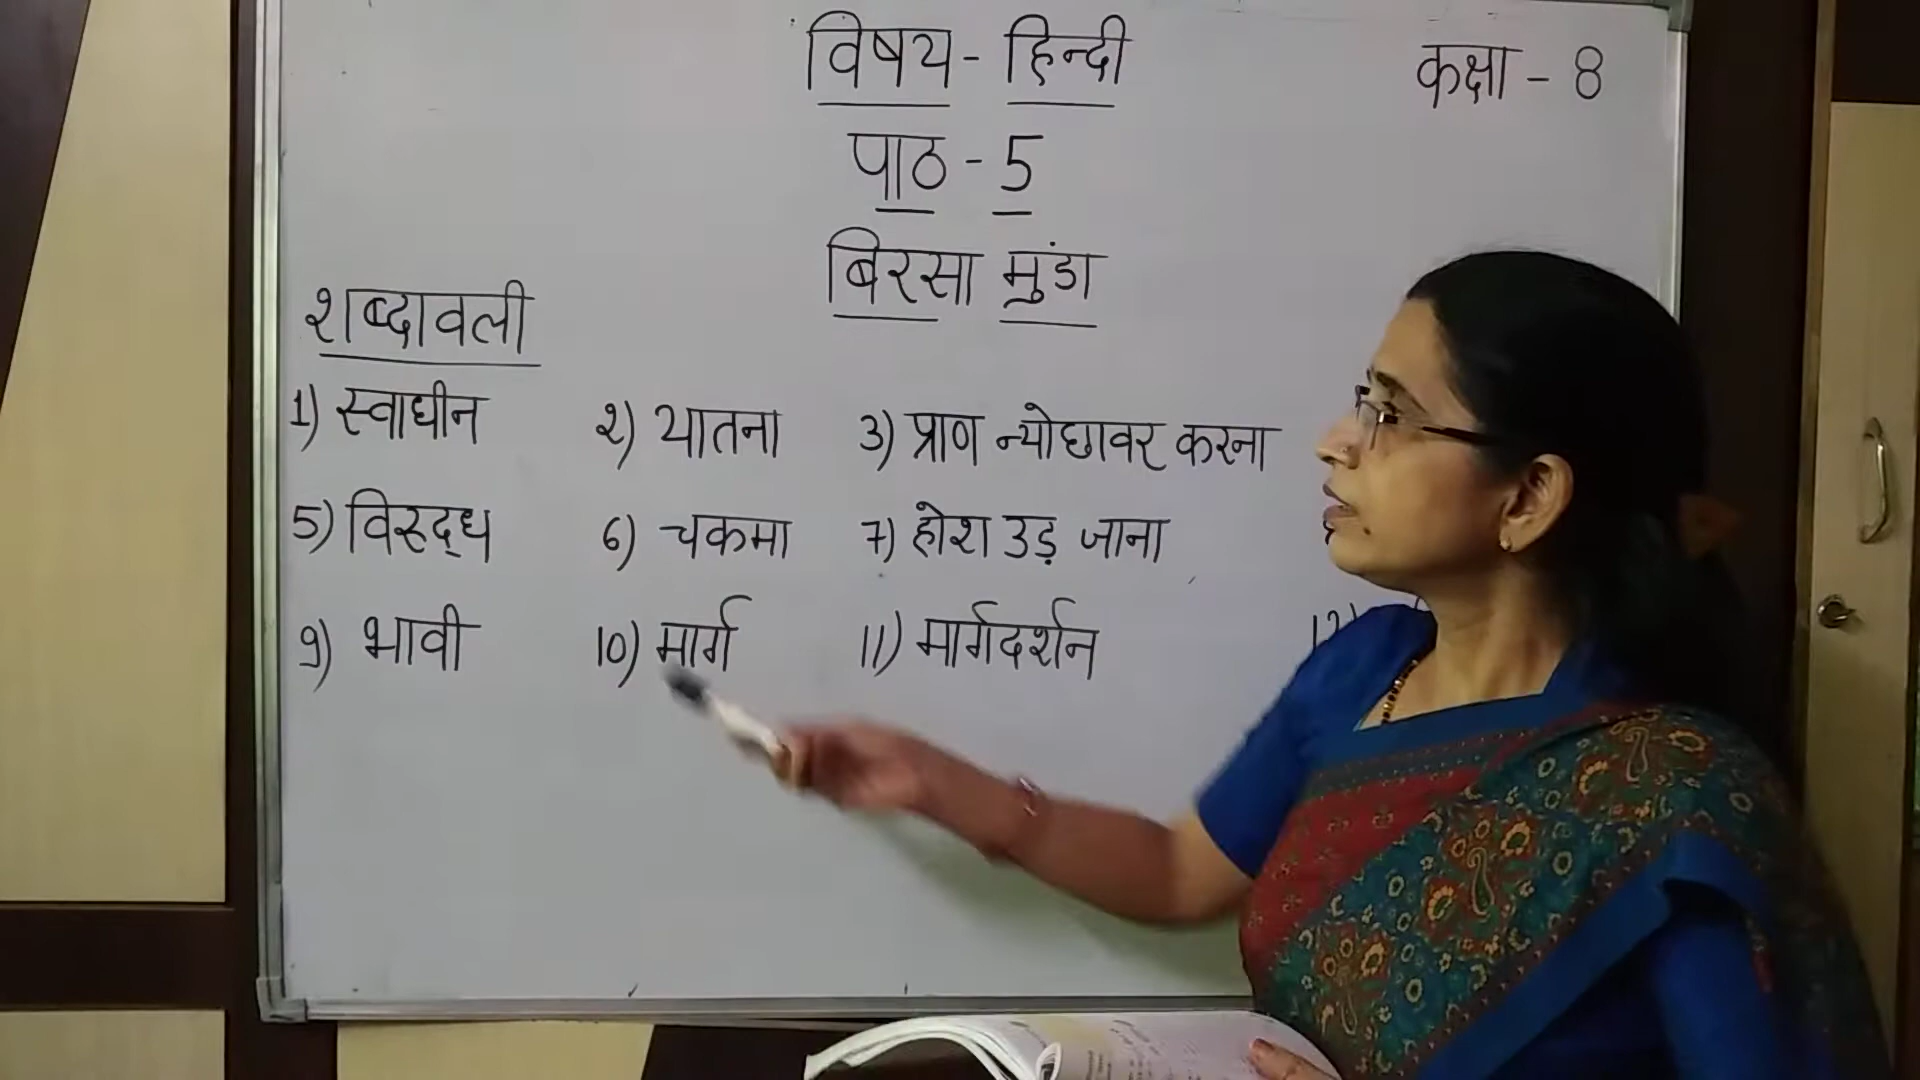 विषय - हिन्दी
कक्षा - 8
पाठ - 5
बिरसा मुंडा
शब्दावली
1) स्वाधीन 2) यातना 3) प्राण न्योछावर करना
5) विरुद्ध 6) चकमा 7) होश उड़ जाना
9) भावी 10) मार्ग 11) मार्गदर्शन 12)